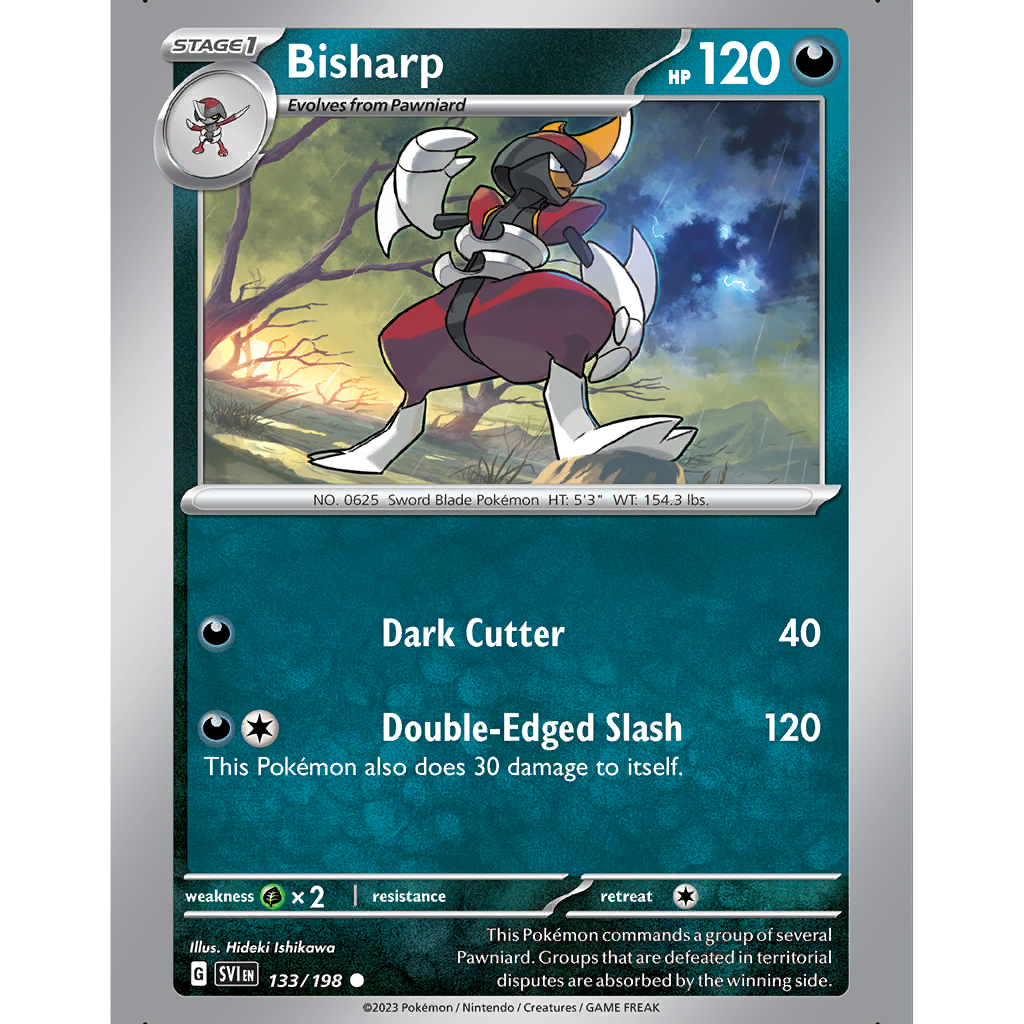 STAGE1
Bisharp
HP 120
Evolves from Pawniard
NO. 0625 Sword Blade Pokémon HT: 5'3" WT: 154.3 lbs.
Dark Cutter 40
Double-Edged Slash 120
This Pokémon also does 30 damage to itself.
weakness ×2 resistance retreat
Illus. Hideki Ishikawa
This Pokémon commands a group of several
Pawniard. Groups that are defeated in territorial
disputes are absorbed by the winning side.
G SVI EN 133/198
©2023 Pokémon / Nintendo / Creatures / GAME FREAK